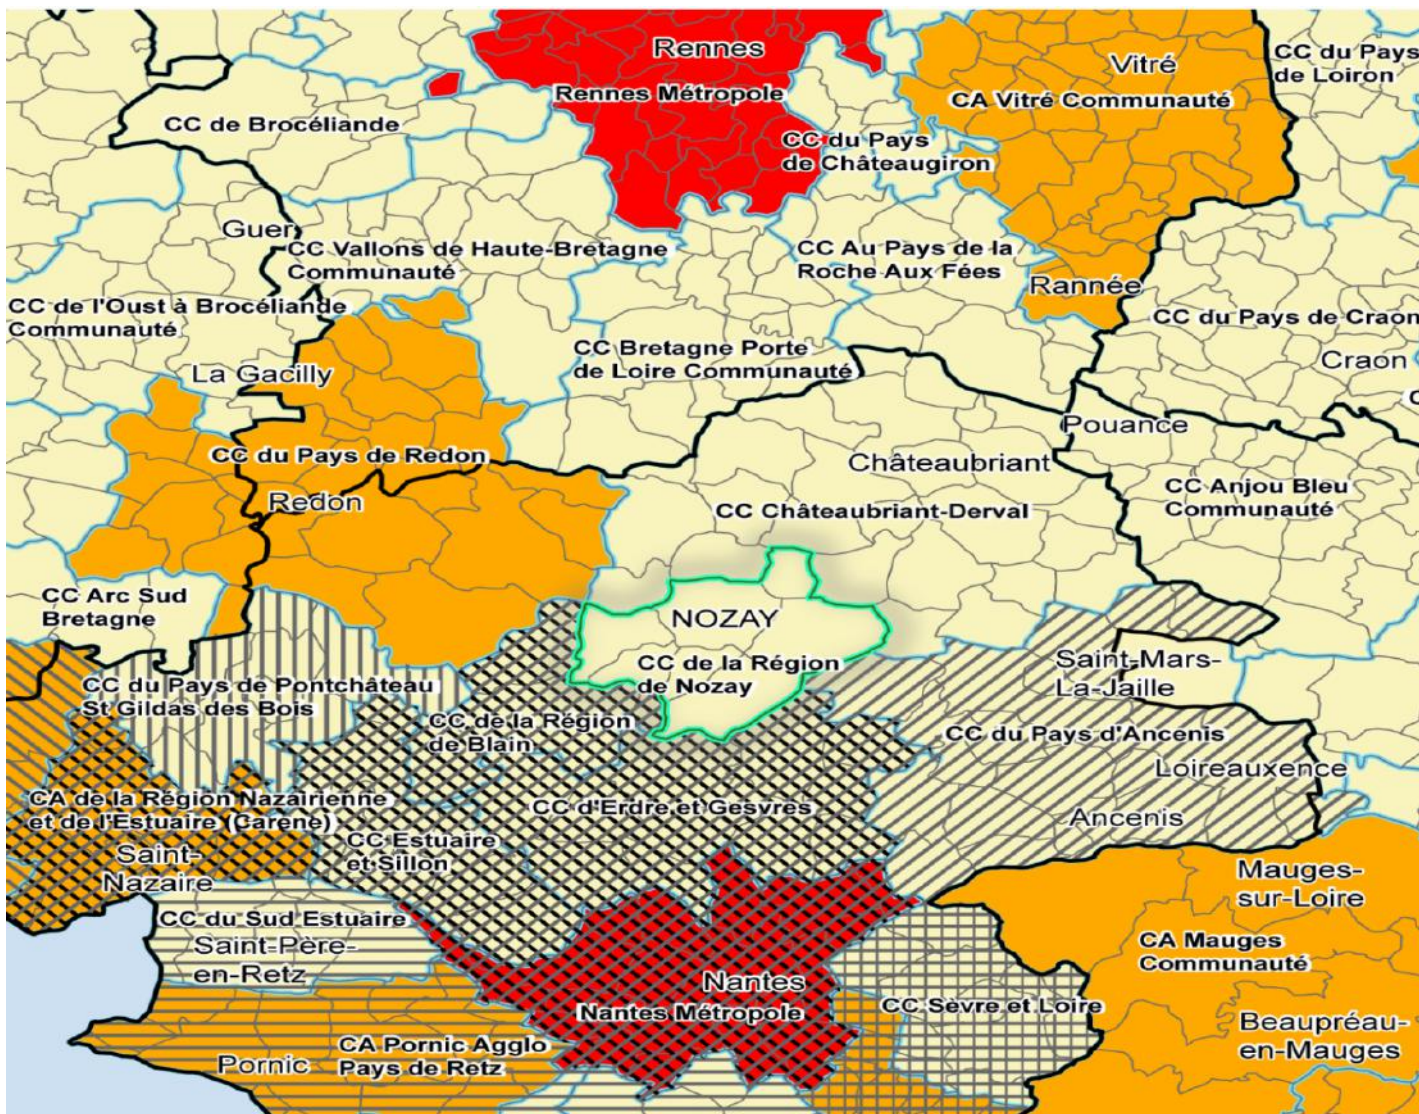 Rennes
Rennes Métropole
Vitré
CA Vitré Communauté
CC du Pays
de Loiron
CC de Brocéliande
CC du Pays
de Châteaugiron
Guer
CC Vallons de Haute-Bretagne
Communauté
CC Au Pays de la
Roche Aux Fées
Rannée
CC de l'Oust à Brocéliande
Communauté
CC du Pays de Craon
Craon
C
La Gacilly
CC Bretagne Porte
de Loire Communauté
Pouance
CC du Pays de Redon
Redon
Châteaubriant
CC Châteaubriant-Derval
CC Anjou Bleu
Communauté
CC Arc Sud
Bretagne
NOZAY
CC de la Région
de Nozay
Saint-Mars-
La-Jaille
CC du Pays de Pontchâteau
St Gildas des Bois
CC de la Région
de Blain
CC du Pays d'Ancenis
Loireauxence
CA de la Région Nazairienne
et de l'Estuaire (Carene)
CC d'Erdre et Gesvres
Ancenis
CC Estuaire
et Sillon
Saint-
Nazaire
Mauges-
sur-Loire
CC du Sud Estuaire
Saint-Père-
en-Retz
CA Mauges
Communauté
Nantes
Nantes Métropole
CC Sèvre et Loire
Beaupréau-
en-Mauges
Pornic
CA Pornic Agglo
Pays de Retz